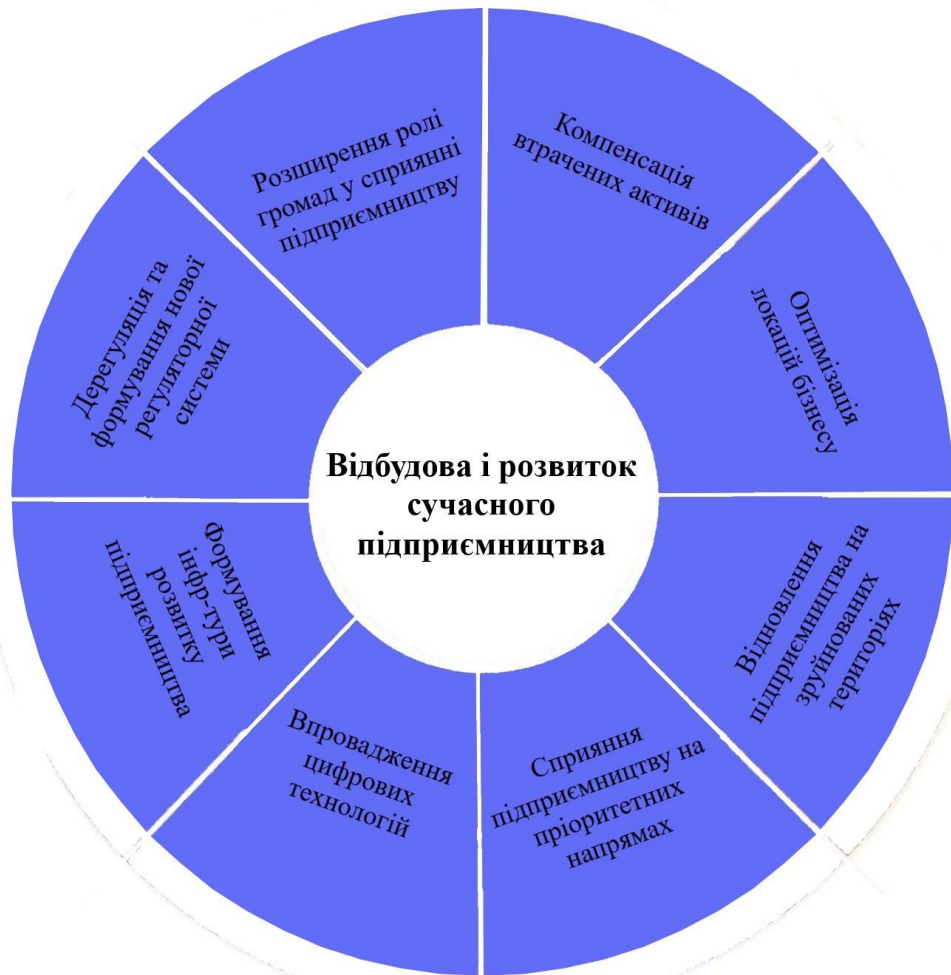 Розширення ролі
громад у сприянні
підприємництву
Компенсація
втрачених активів
Оптимізація
локацій бізнесу
Відновлення
підприємництва на
зруйнованих
територіях
Сприяння
підприємництву на
пріоритетних
напрямах
Впровадження
цифрових
технологій
Формування
інфр-тури
розвитку
підприємництва
Дерегуляція та
формування нової
регуляторної
системи
Відбудова і розвиток
сучасного
підприємництва